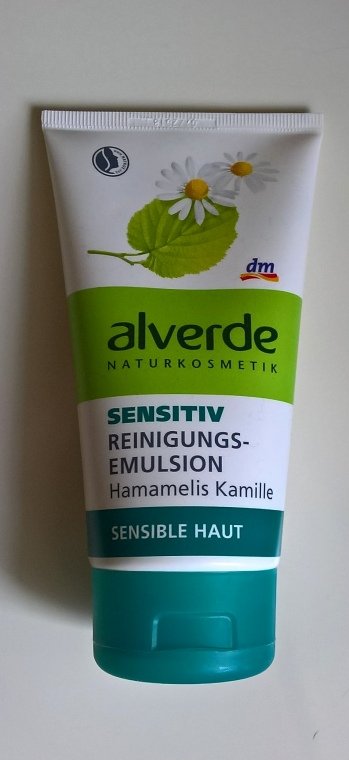 dm
alverde
NATURKOSMETIK
SENSITIV
REINIGUNGS-
EMULSION
Hamamelis Kamille
SENSIBLE HAUT